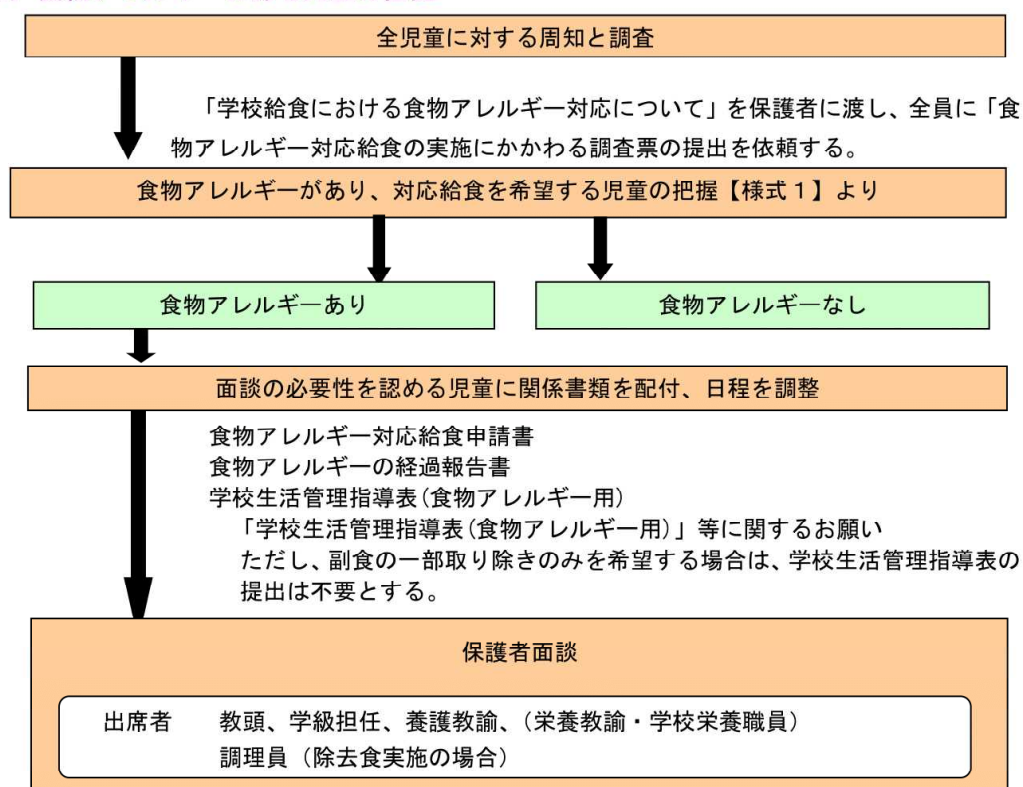 全児童に対する周知と調査
「学校給食における食物アレルギー対応について」を保護者に渡し、全員に「食
物アレルギー対応給食の実施にかかわる調査票の提出を依頼する。
食物アレルギーがあり、対応給食を希望する児童の把握【様式１】より
食物アレルギ―あり
食物アレルギ―なし
面談の必要性を認める児童に関係書類を配付、日程を調整
食物アレルギー対応給食申請書
食物アレルギーの経過報告書
学校生活管理指導表(食物アレルギー用)
「学校生活管理指導表(食物アレルギー用)」等に関するお願い
ただし、副食の一部取り除きのみを希望する場合は、学校生活管理指導表の
提出は不要とする。
保護者面談
出席者　教頭、学級担任、養護教諭、（栄養教諭・学校栄養職員）
調理員（除去食実施の場合）